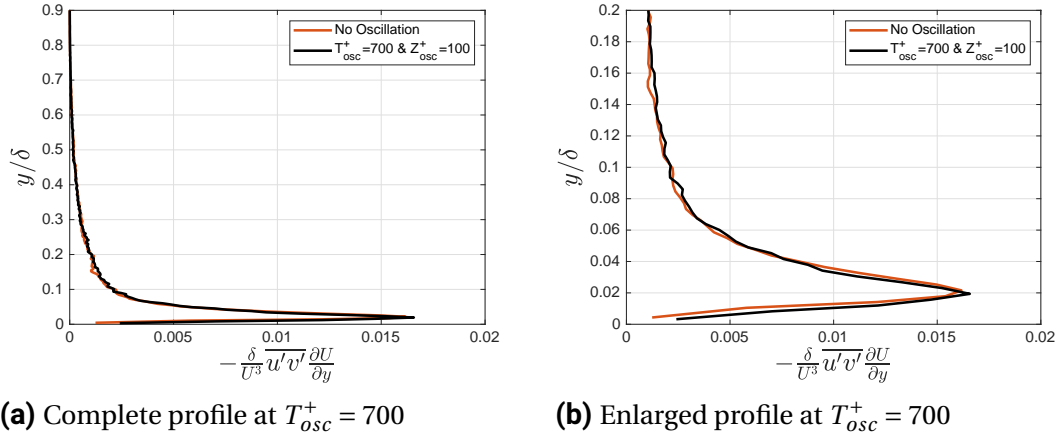 No Oscillation
T⁺osc=700 & Z⁺osc=100
0.9
0.8
0.7
0.6
0.5
0.4
0.3
0.2
0.1
0
y/δ
0 0.005 0.01 0.015 0.02
−δ/U³ \overline{u′v′} ∂U/∂y
(a) Complete profile at T⁺osc = 700
No Oscillation
T⁺osc=700 & Z⁺osc=100
0.2
0.18
0.16
0.14
0.12
0.1
0.08
0.06
0.04
0.02
0
y/δ
0 0.005 0.01 0.015 0.02
−δ/U³ \overline{u′v′} ∂U/∂y
(b) Enlarged profile at T⁺osc = 700